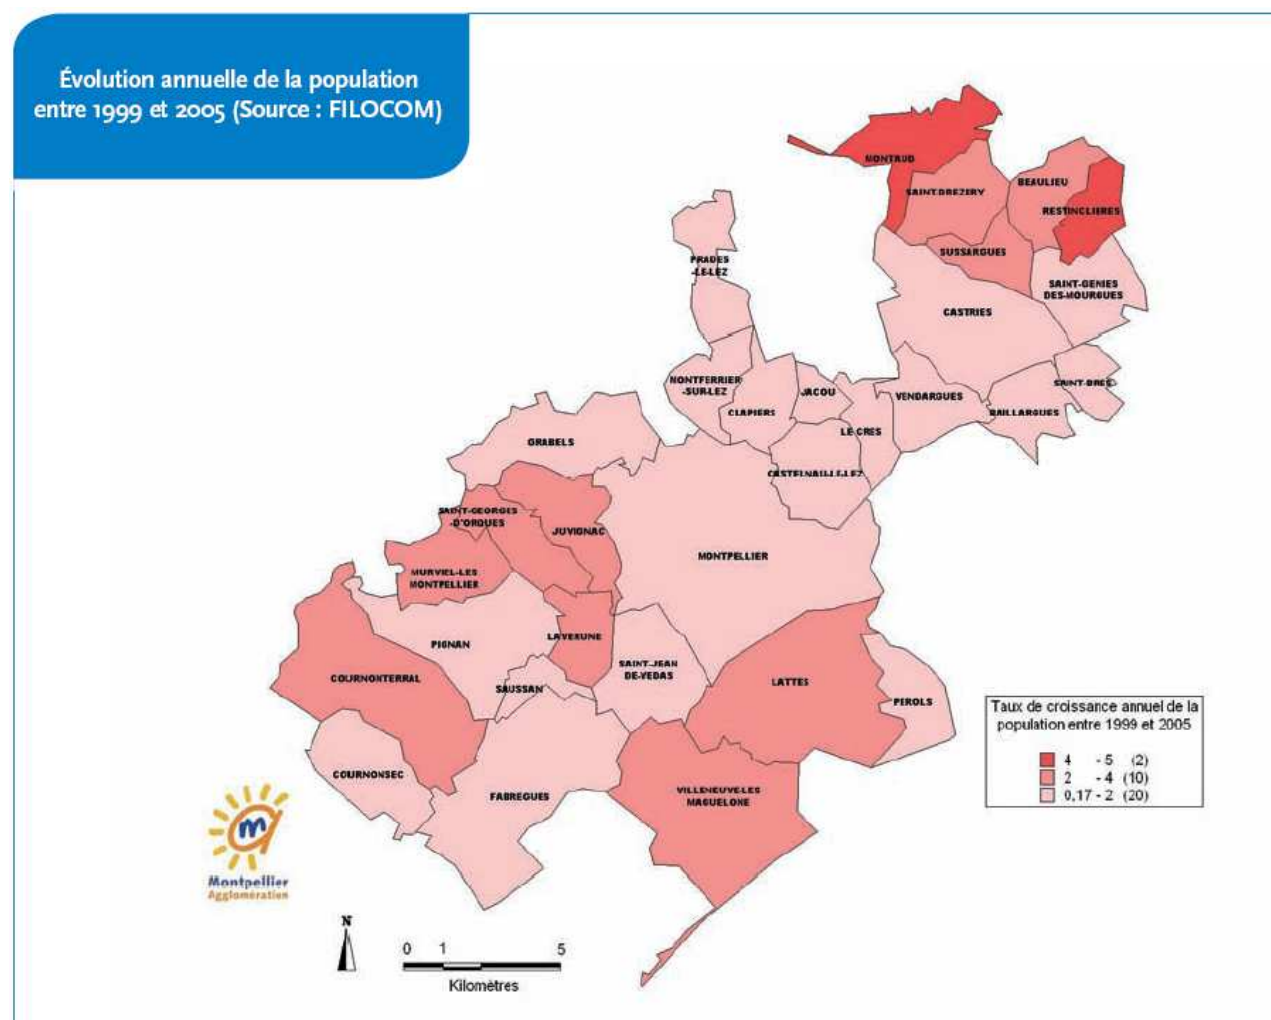 Évolution annuelle de la population
entre 1999 et 2005 (Source : FILOCOM)
MONTAUD
SAINT-DREZERY
BEAULIEU
RESTINCLIERES
SUSSARGUES
SAINT-GENIES
DES-MOURGUES
PRADES
-LE-LEZ
CASTRIES
MONTFERRIER
-SUR-LEZ
JACOU
CLAPIERS
VENDARGUES
SAINT-BRES
BAILLARGUES
LE-CRES
GRABELS
CASTELNAU-LE-LEZ
SAINT-GEORGES
-D'ORQUES
JUVIGNAC
MONTPELLIER
MURVIEL-LES
MONTPELLIER
PIGNAN
LAVERUNE
SAINT-JEAN
DE-VEDAS
COURNONTERRAL
SAUSSAN
LATTES
PEROLS
COURNONSEC
FABREGUES
VILLENEUVE-LES
MAGUELONE
Taux de croissance annuel de la
population entre 1999 et 2005
4 - 5 (2)
2 - 4 (10)
0,17 - 2 (20)
m
Montpellier
Agglomération
N
0 1 5
Kilomètres